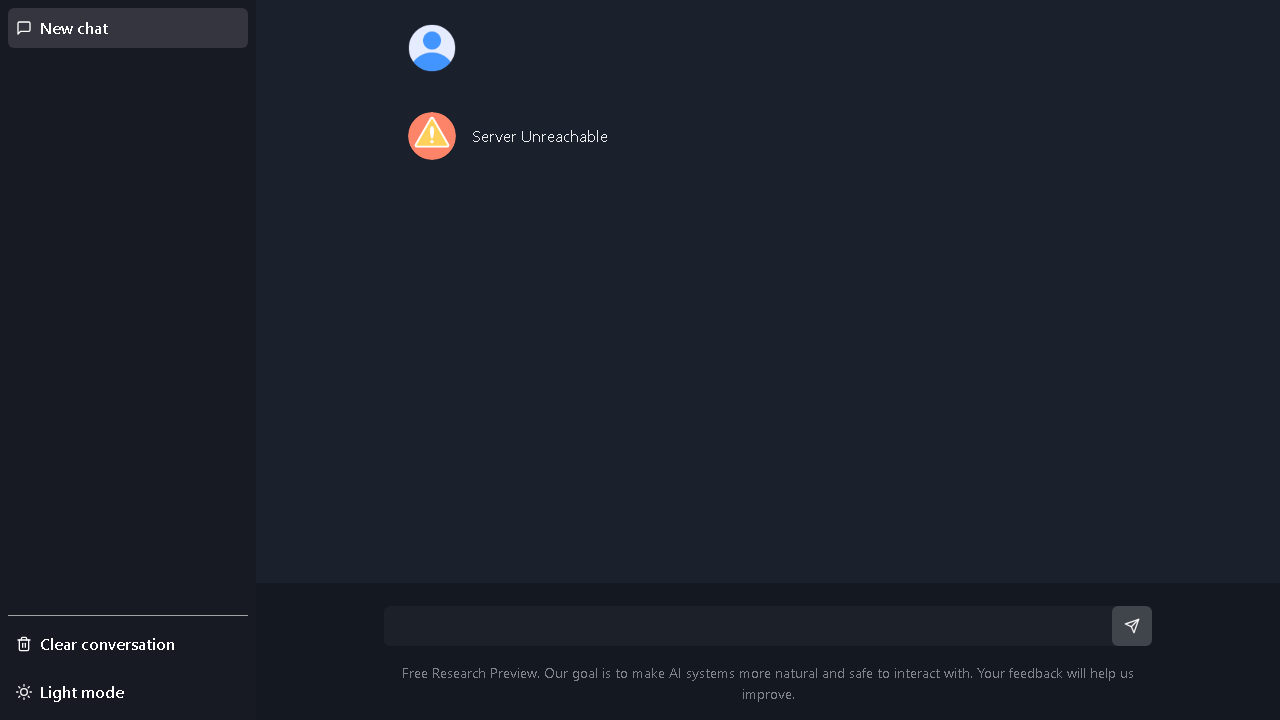 New chat
Server Unreachable
Clear conversation
Light mode
Free Research Preview. Our goal is to make AI systems more natural and safe to interact with. Your feedback will help us
improve.